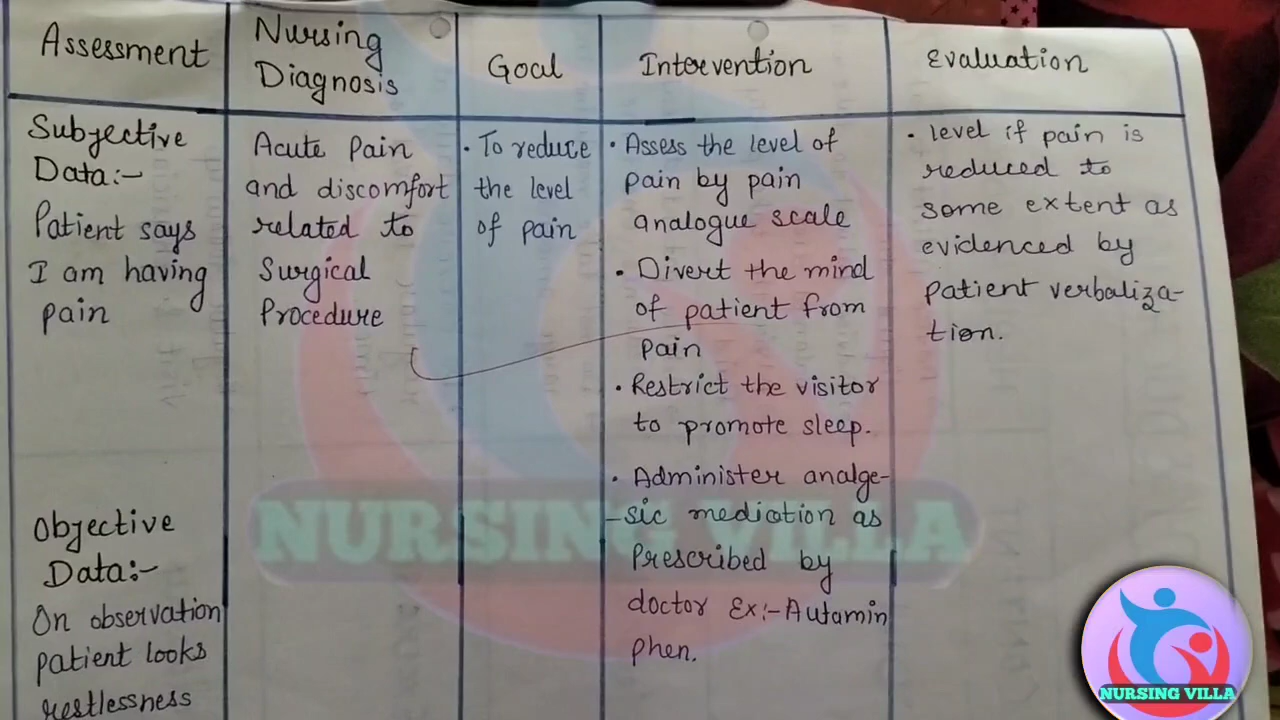 Assessment
Nursing
Diagnosis
Goal
Intervention
Evaluation
Subjective
Data:-
Patient says
I am having
pain
Objective
Data:-
On observation
patient looks
restlessness
Acute Pain
and discomfort
related to
Surgical
Procedure
• To reduce
the level
of pain
• Assess the level of
pain by pain
analogue scale
• Divert the mind
of patient from
pain
• Restrict the visitor
to promote sleep.
• Administer analge-
-sic mediation as
Prescribed by
doctor Ex:- Autamin
phen.
• level if pain is
reduced to
some extent as
evidenced by
patient verbaliza-
tion.
NURSING VILLA
NURSING VILLA